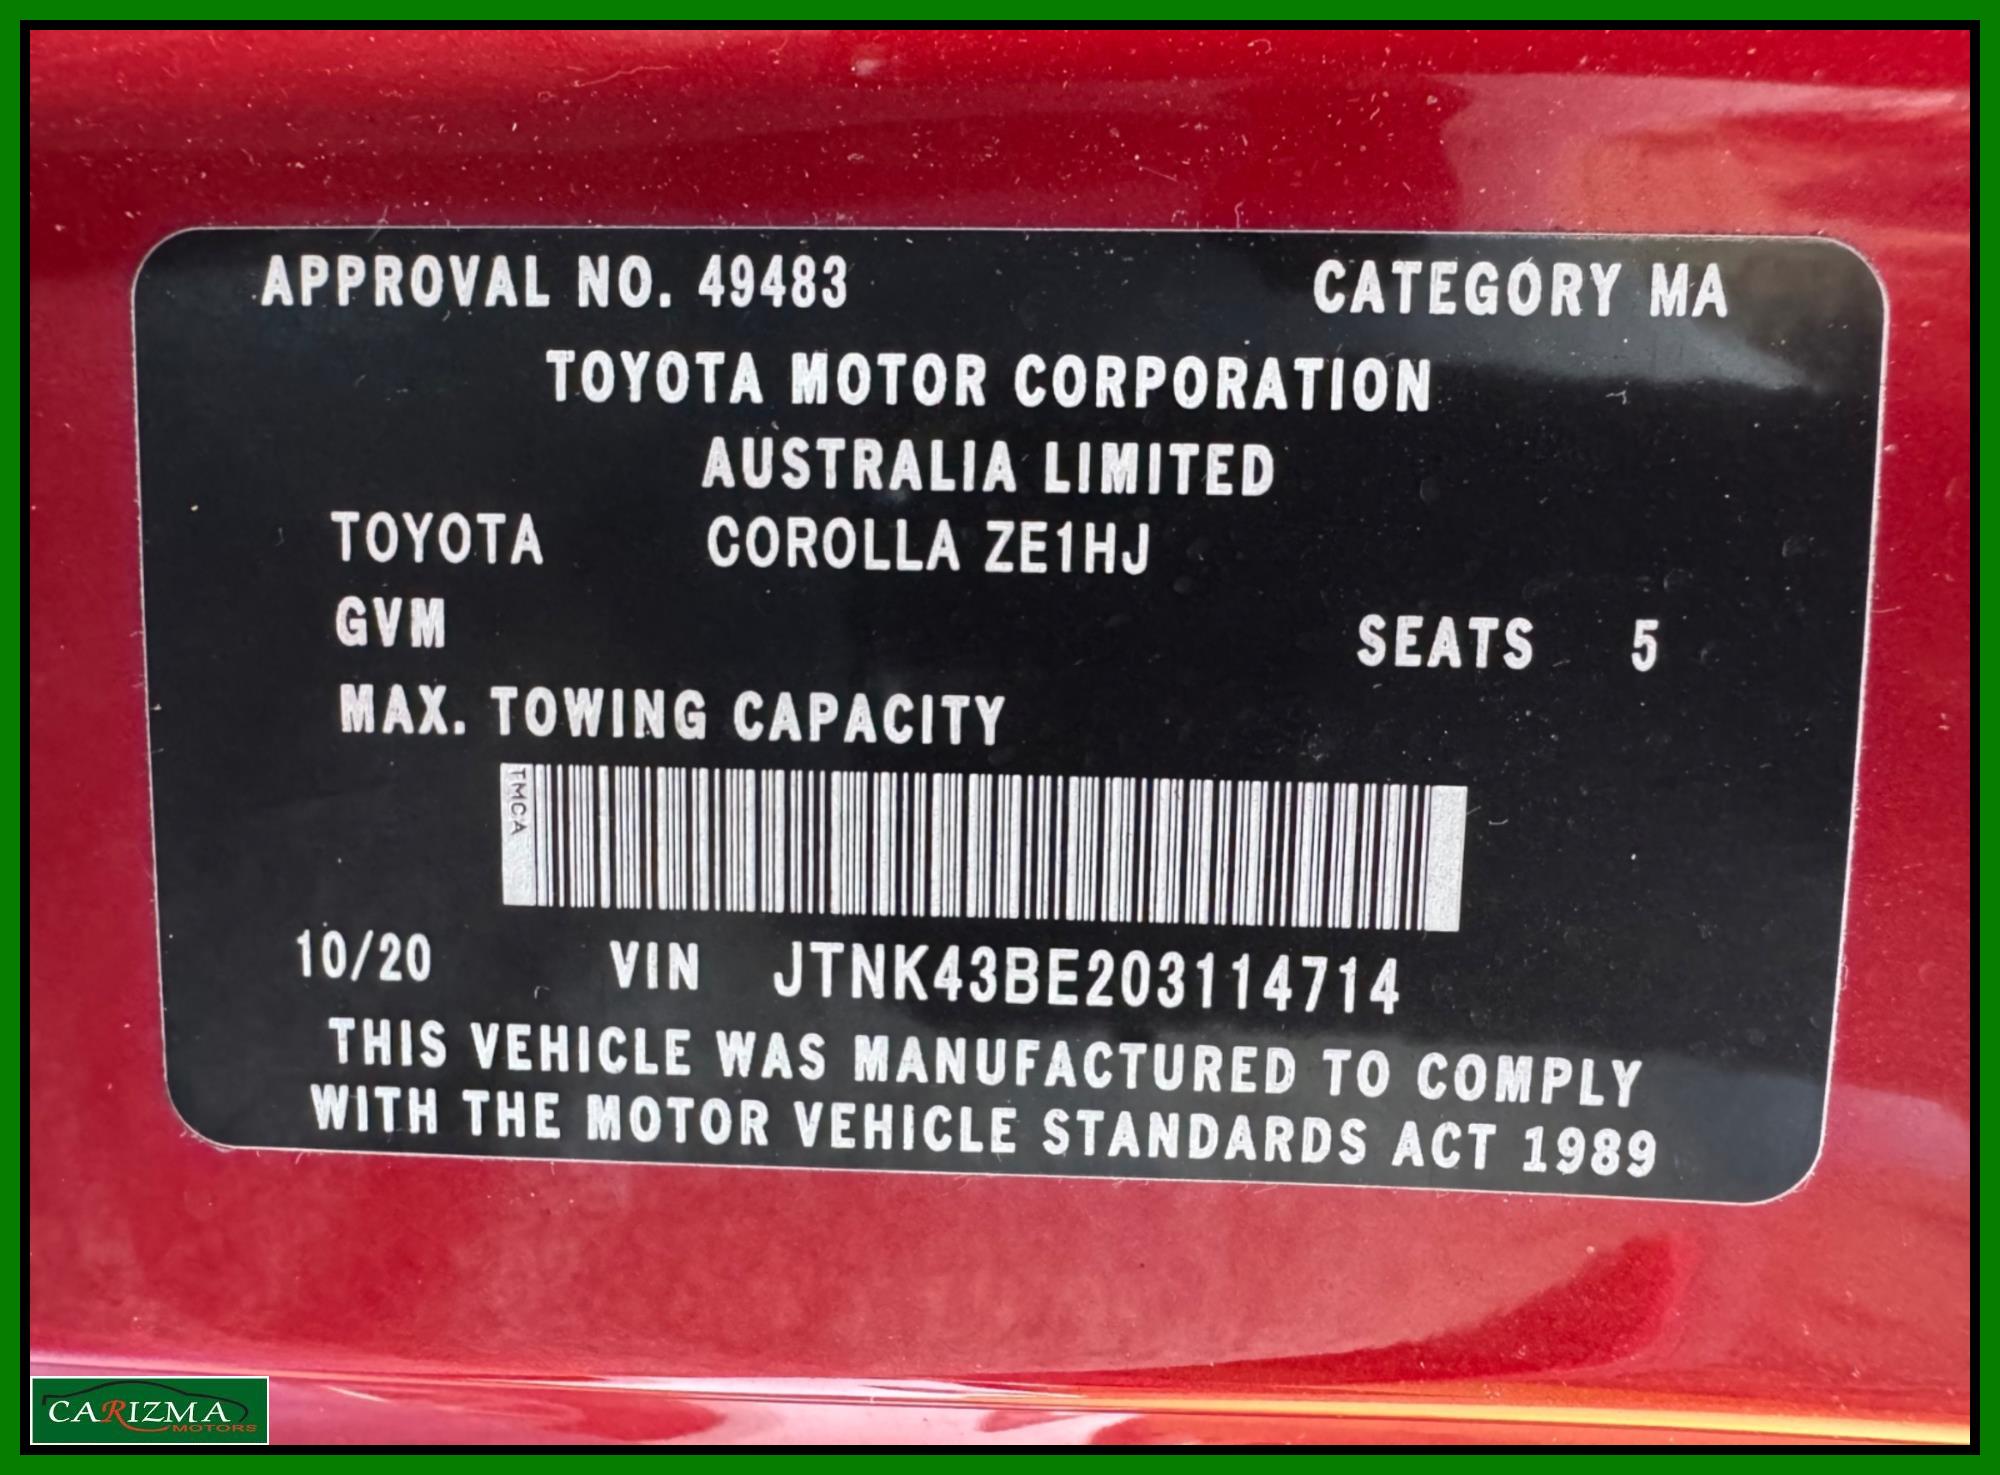 APPROVAL NO. 49483 CATEGORY MA
TOYOTA MOTOR CORPORATION
AUSTRALIA LIMITED
TOYOTA COROLLA ZE1HJ
GVM SEATS 5
MAX. TOWING CAPACITY
TMCA
10/20 VIN JTNK43BE203114714
THIS VEHICLE WAS MANUFACTURED TO COMPLY
WITH THE MOTOR VEHICLE STANDARDS ACT 1989
CARIZMA
MOTORS